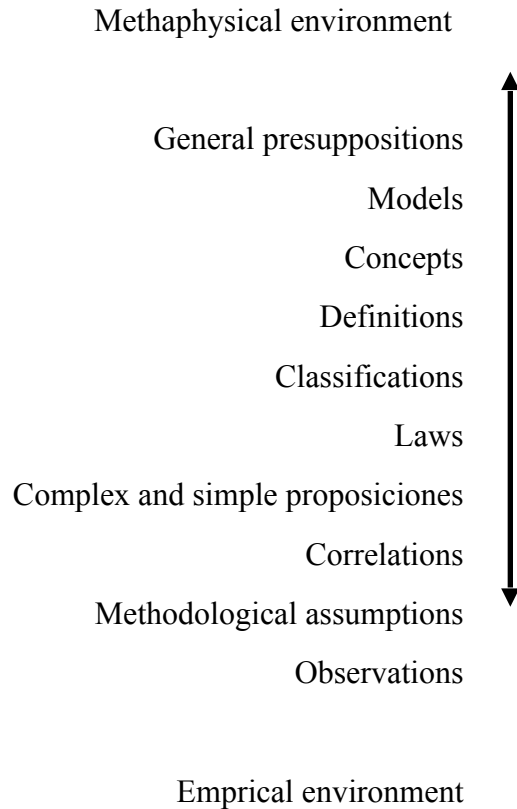 Methaphysical environment
General presuppositions
Models
Concepts
Definitions
Classifications
Laws
Complex and simple proposiciones
Correlations
Methodological assumptions
Observations
Emprical environment